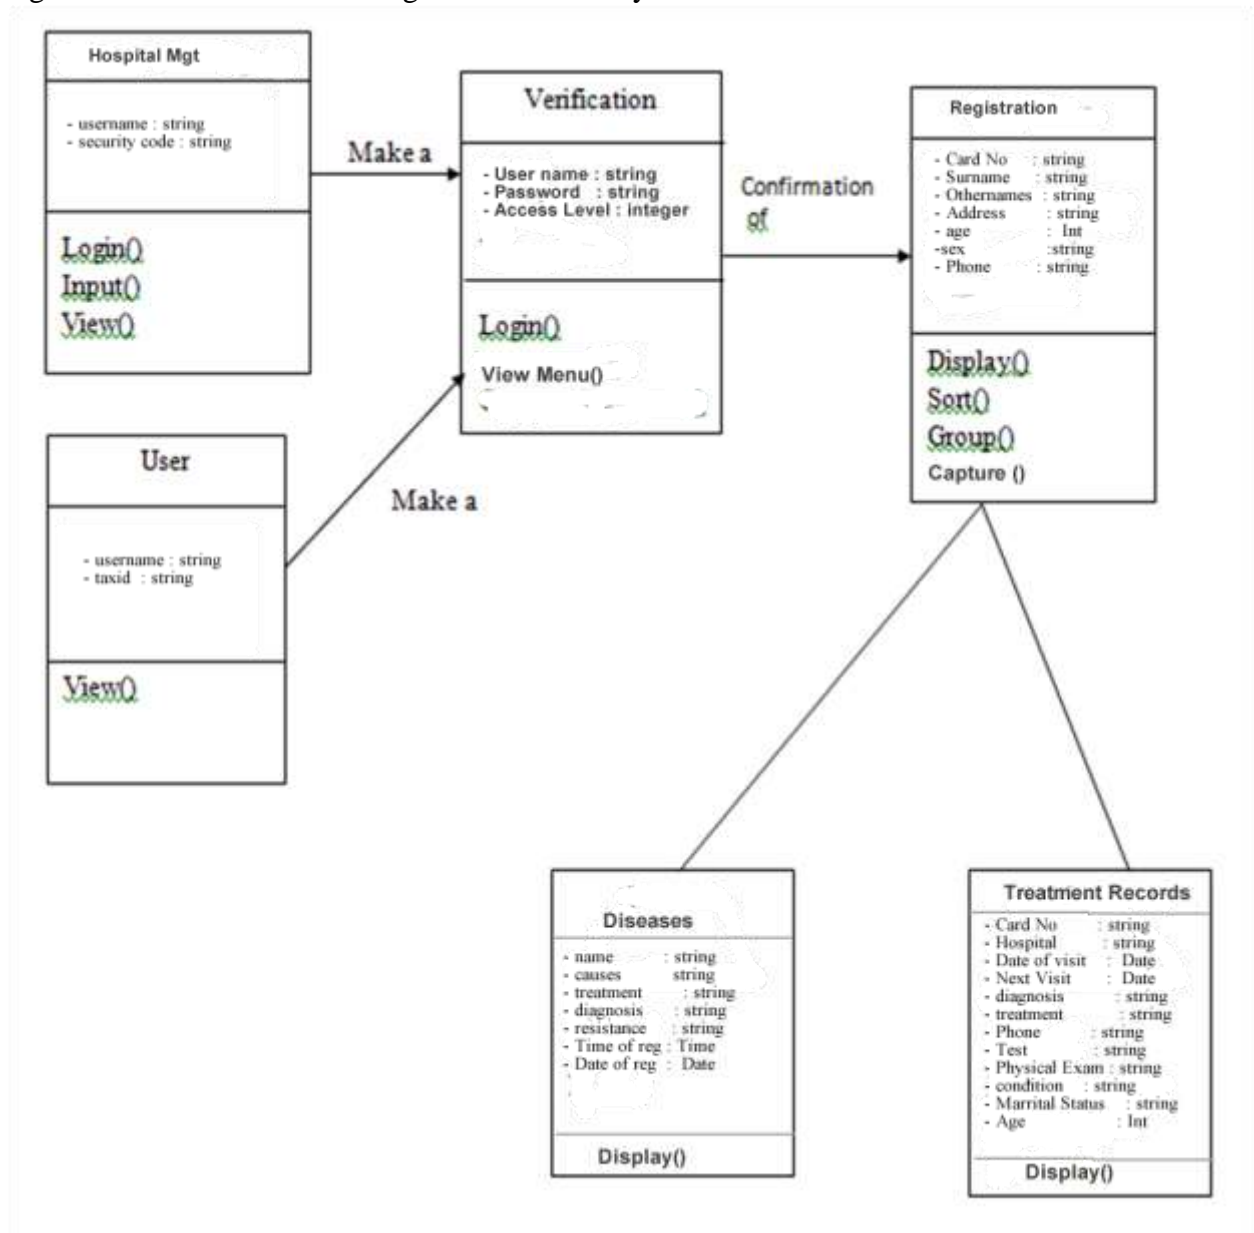 Hospital Mgt
- username : string
- security code : string
Login()
Input()
View()
Make a
Verification
- User name : string
- Password : string
- Access Level : integer
Login()
View Menu()
Confirmation
of
Registration
- Card No : string
- Surname : string
- Othernames : string
- Address : string
- age : Int
-sex :string
- Phone : string
Display()
Sort()
Group()
Capture ()
User
- username : string
- taxid : string
View()
Make a
Diseases
- name : string
- causes string
- treatment : string
- diagnosis : string
- resistance : string
- Time of reg : Time
- Date of reg : Date
Display()
Treatment Records
- Card No : string
- Hospital : string
- Date of visit : Date
- Next Visit : Date
- diagnosis : string
- treatment : string
- Phone : string
- Test : string
- Physical Exam : string
- condition : string
- Marrital Status : string
- Age : Int
Display()